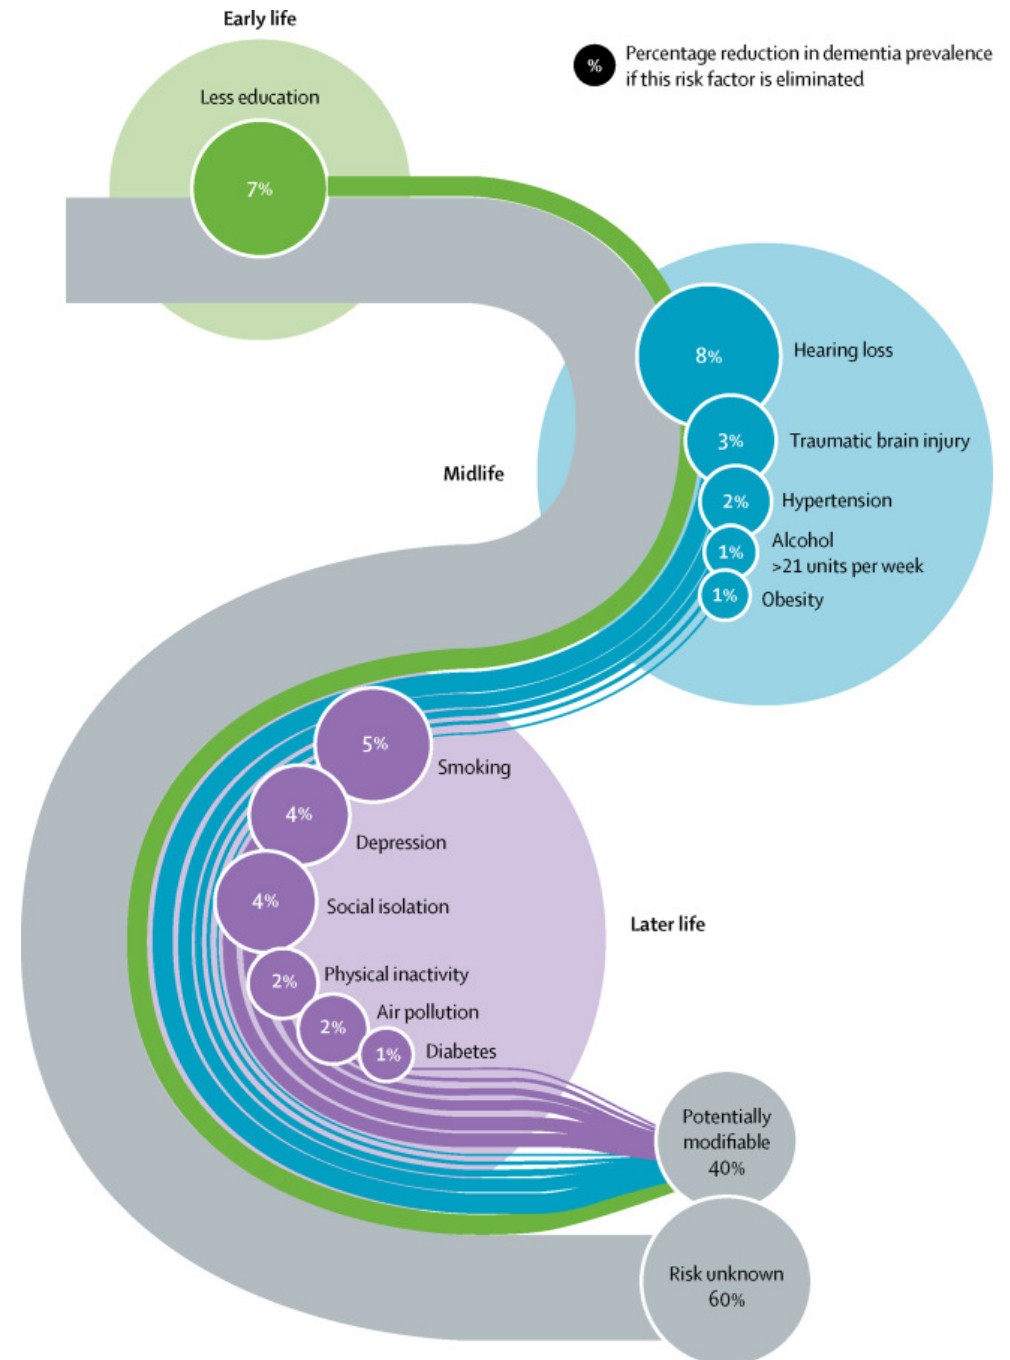 Early life
%
Percentage reduction in dementia prevalence
if this risk factor is eliminated
Less education
7%
8%
Hearing loss
3%
Traumatic brain injury
Midlife
2%
Hypertension
1%
Alcohol
>21 units per week
1%
Obesity
5%
Smoking
4%
Depression
4%
Social isolation
Later life
2%
Physical inactivity
2%
Air pollution
1%
Diabetes
Potentially
modifiable
40%
Risk unknown
60%